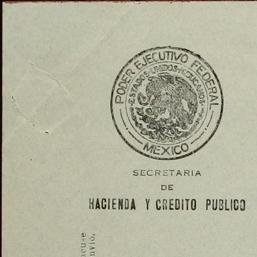 PODER EJECUTIVO FEDERAL
ESTADOS UNIDOS MEXICANOS
MEXICO
SECRETARIA
DE
HACIENDA Y CREDITO PUBLICO